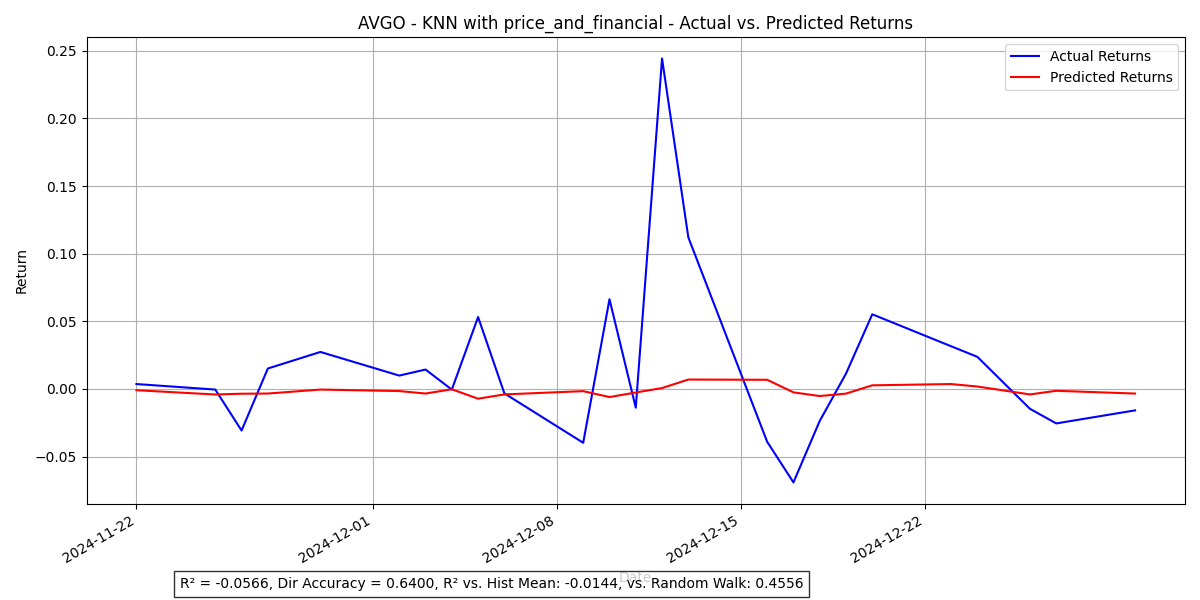 AVGO - KNN with price_and_financial - Actual vs. Predicted Returns
Actual Returns
Predicted Returns
0.25
0.20
0.15
0.10
0.05
0.00
−0.05
Return
2024-11-22
2024-12-01
2024-12-08
2024-12-15
2024-12-22
Date
R² = -0.0566, Dir Accuracy = 0.6400, R² vs. Hist Mean: -0.0144, vs. Random Walk: 0.4556